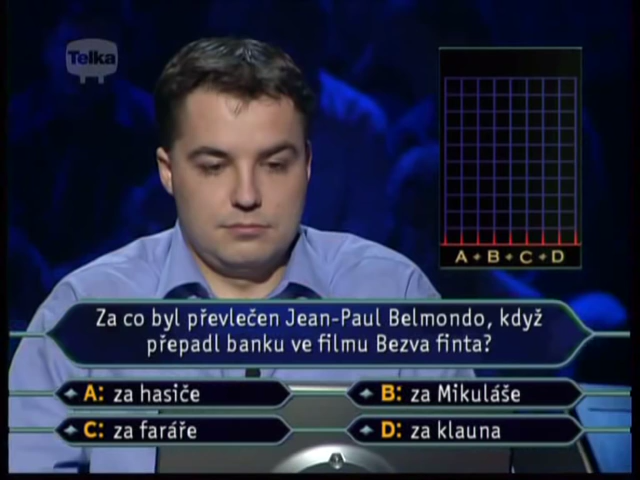 Telka
A B C D
Za co byl převlečen Jean-Paul Belmondo, když
přepadl banku ve filmu Bezva finta?
A: za hasiče
B: za Mikuláše
C: za faráře
D: za klauna